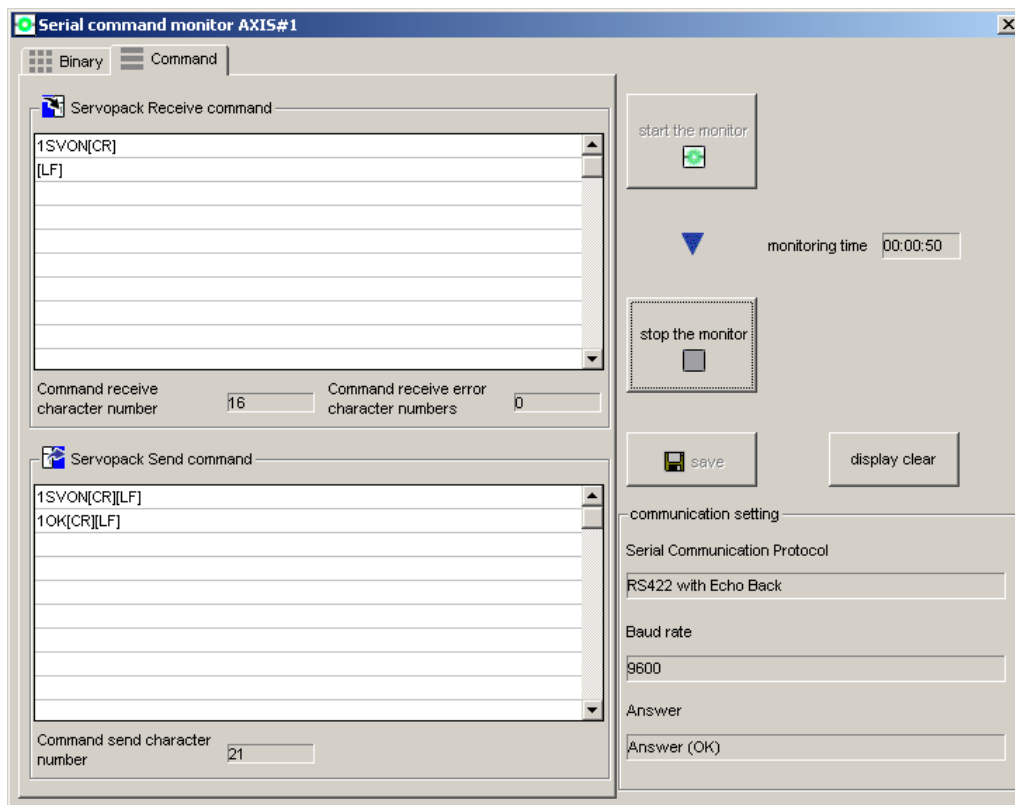 Serial command monitor AXIS#1
Binary
Command
Servopack Receive command
1SVON[CR]
[LF]
Command receive
character number
16
Command receive error
character numbers
0
Servopack Send command
1SVON[CR][LF]
1OK[CR][LF]
Command send character
number
21
start the monitor
monitoring time
00:00:50
stop the monitor
save
display clear
communication setting
Serial Communication Protocol
RS422 with Echo Back
Baud rate
9600
Answer
Answer (OK)